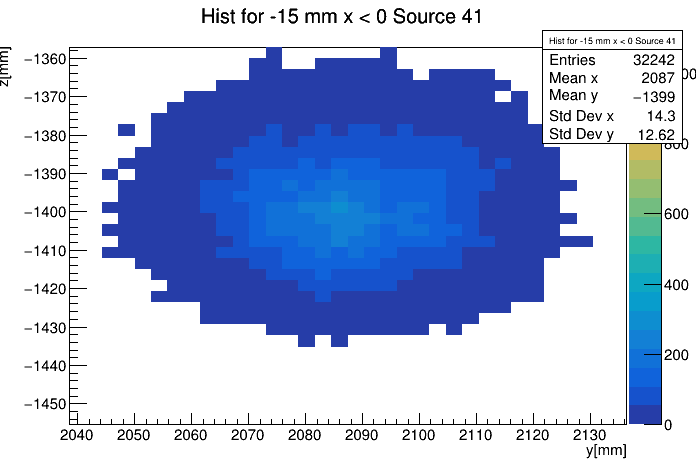 Hist for -15 mm x < 0 Source 41
Hist for -15 mm x < 0 Source 41
Entries 32242
Mean x 2087
Mean y −1399
Std Dev x 14.3
Std Dev y 12.62
z[mm]
−1360
−1370
−1380
−1390
−1400
−1410
−1420
−1430
−1440
−1450
2040 2050 2060 2070 2080 2090 2100 2110 2120 2130
y[mm]
600
400
200
0